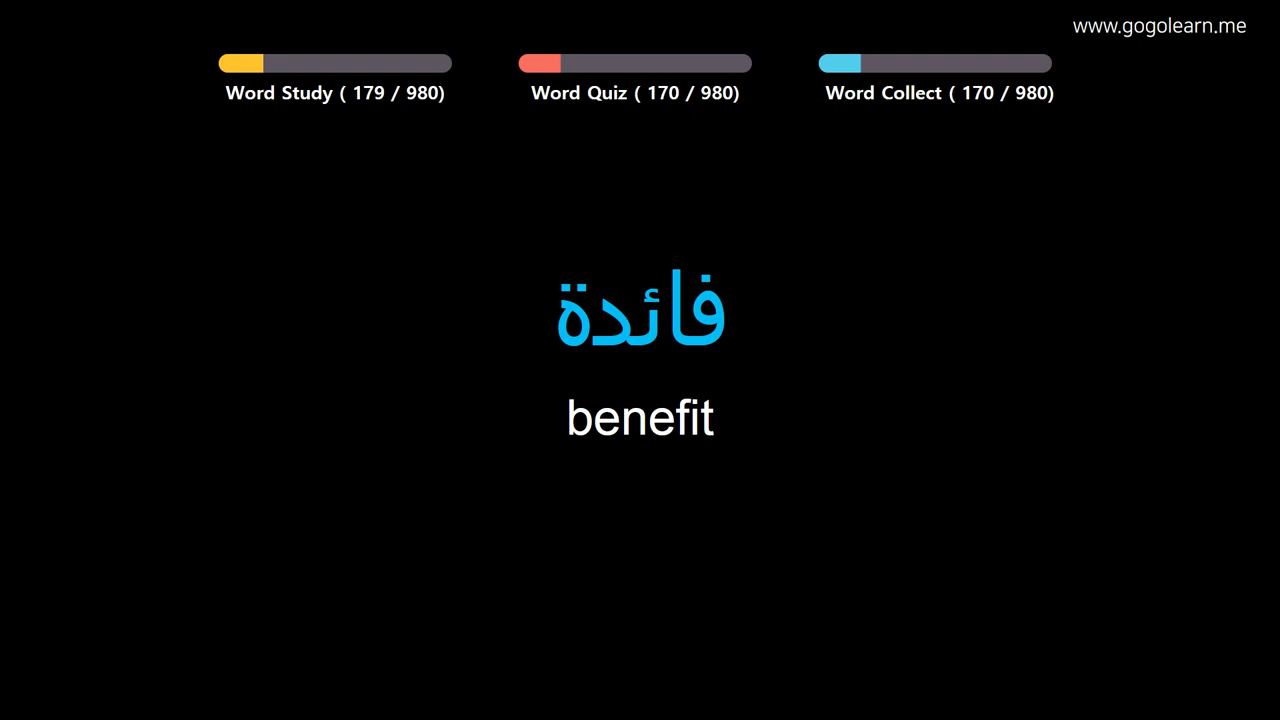 www.gogolearn.me
Word Study ( 179 / 980)
Word Quiz ( 170 / 980)
Word Collect ( 170 / 980)
فائدة
benefit